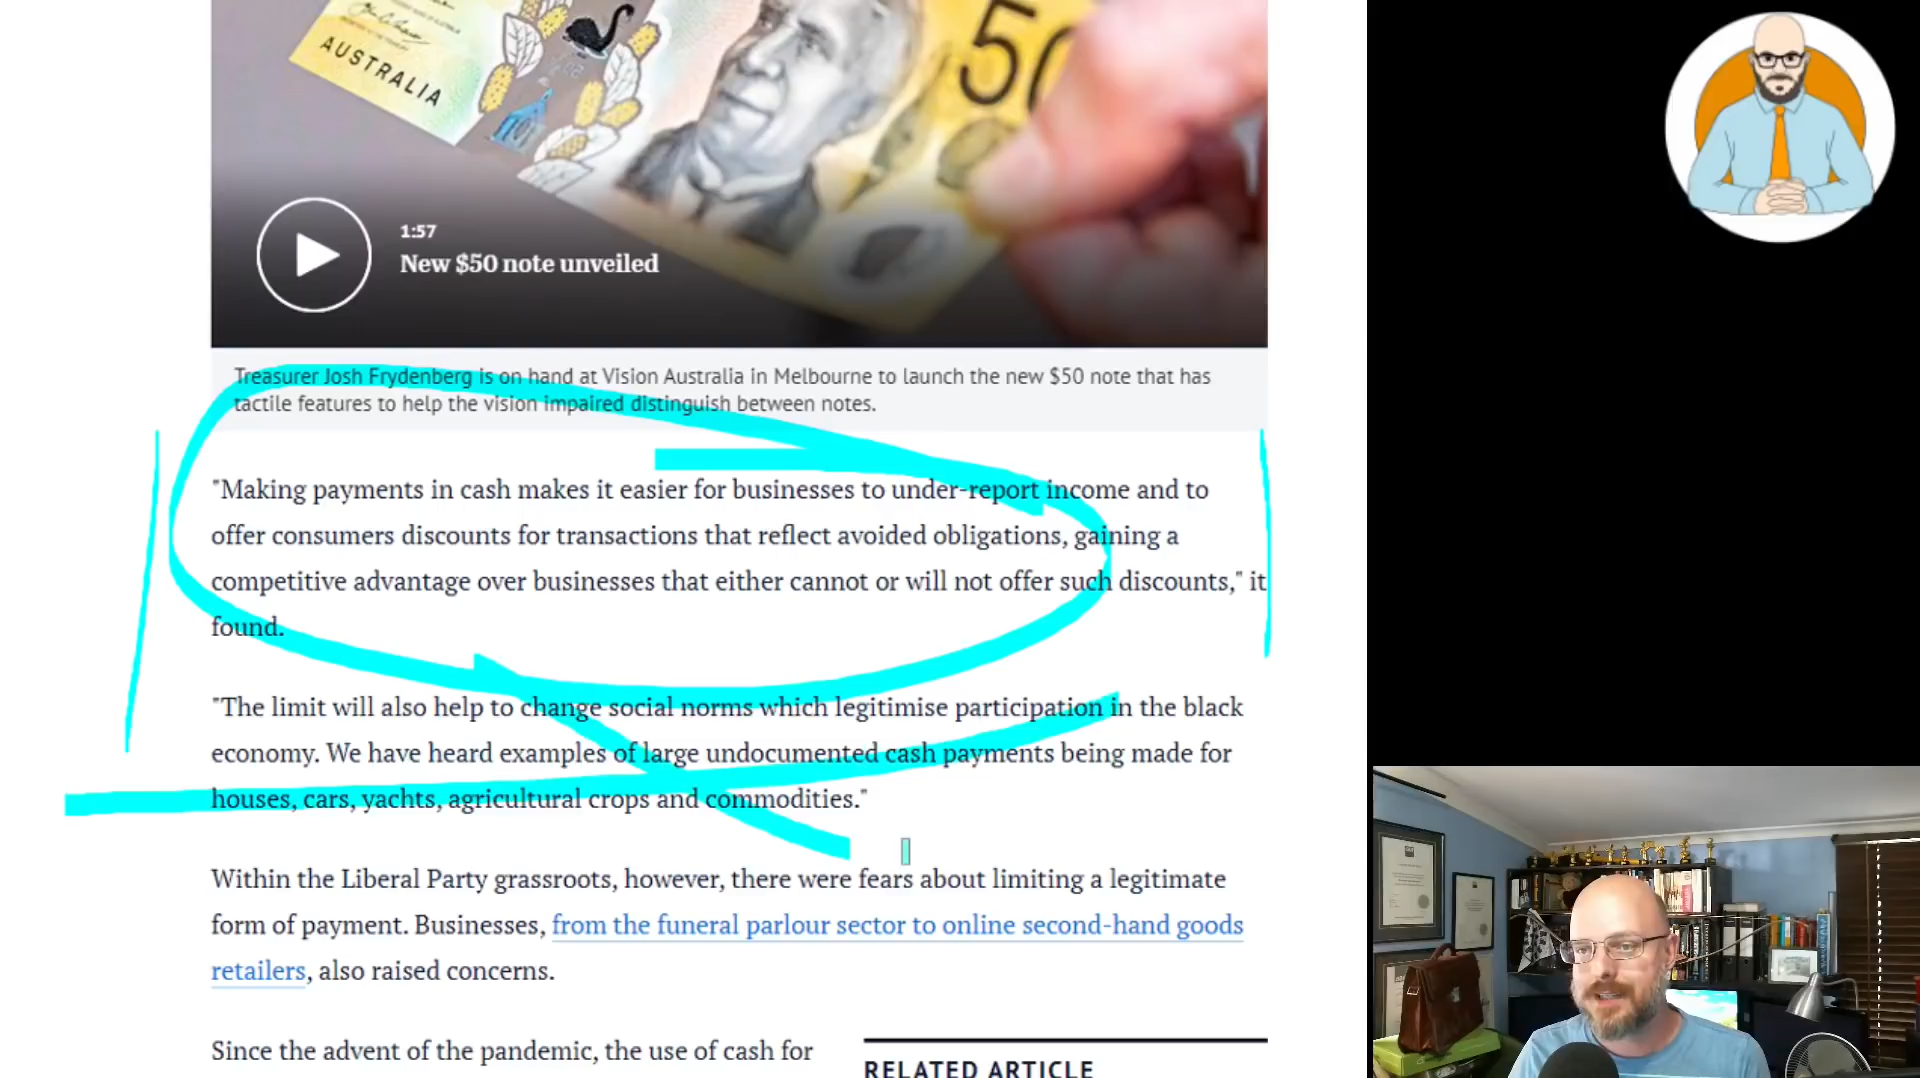 AUSTRALIA
50
1:57
New $50 note unveiled
Treasurer Josh Frydenberg is on hand at Vision Australia in Melbourne to launch the new $50 note that has
tactile features to help the vision impaired distinguish between notes.
"Making payments in cash makes it easier for businesses to under-report income and to
offer consumers discounts for transactions that reflect avoided obligations, gaining a
competitive advantage over businesses that either cannot or will not offer such discounts," it
found.
"The limit will also help to change social norms which legitimise participation in the black
economy. We have heard examples of large undocumented cash payments being made for
houses, cars, yachts, agricultural crops and commodities."
Within the Liberal Party grassroots, however, there were fears about limiting a legitimate
form of payment. Businesses, from the funeral parlour sector to online second-hand goods
retailers, also raised concerns.
Since the advent of the pandemic, the use of cash for
RELATED ARTICLE